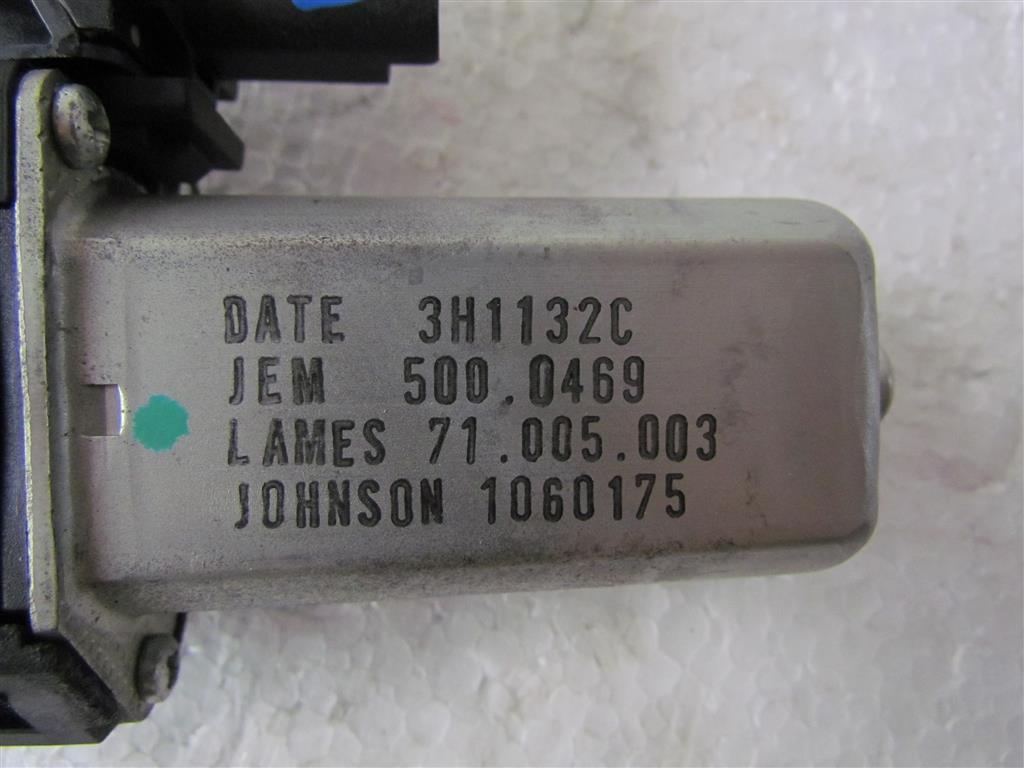 DATE 3H1132C
JEM 500.0469
LAMES 71.005.003
JOHNSON 1060175